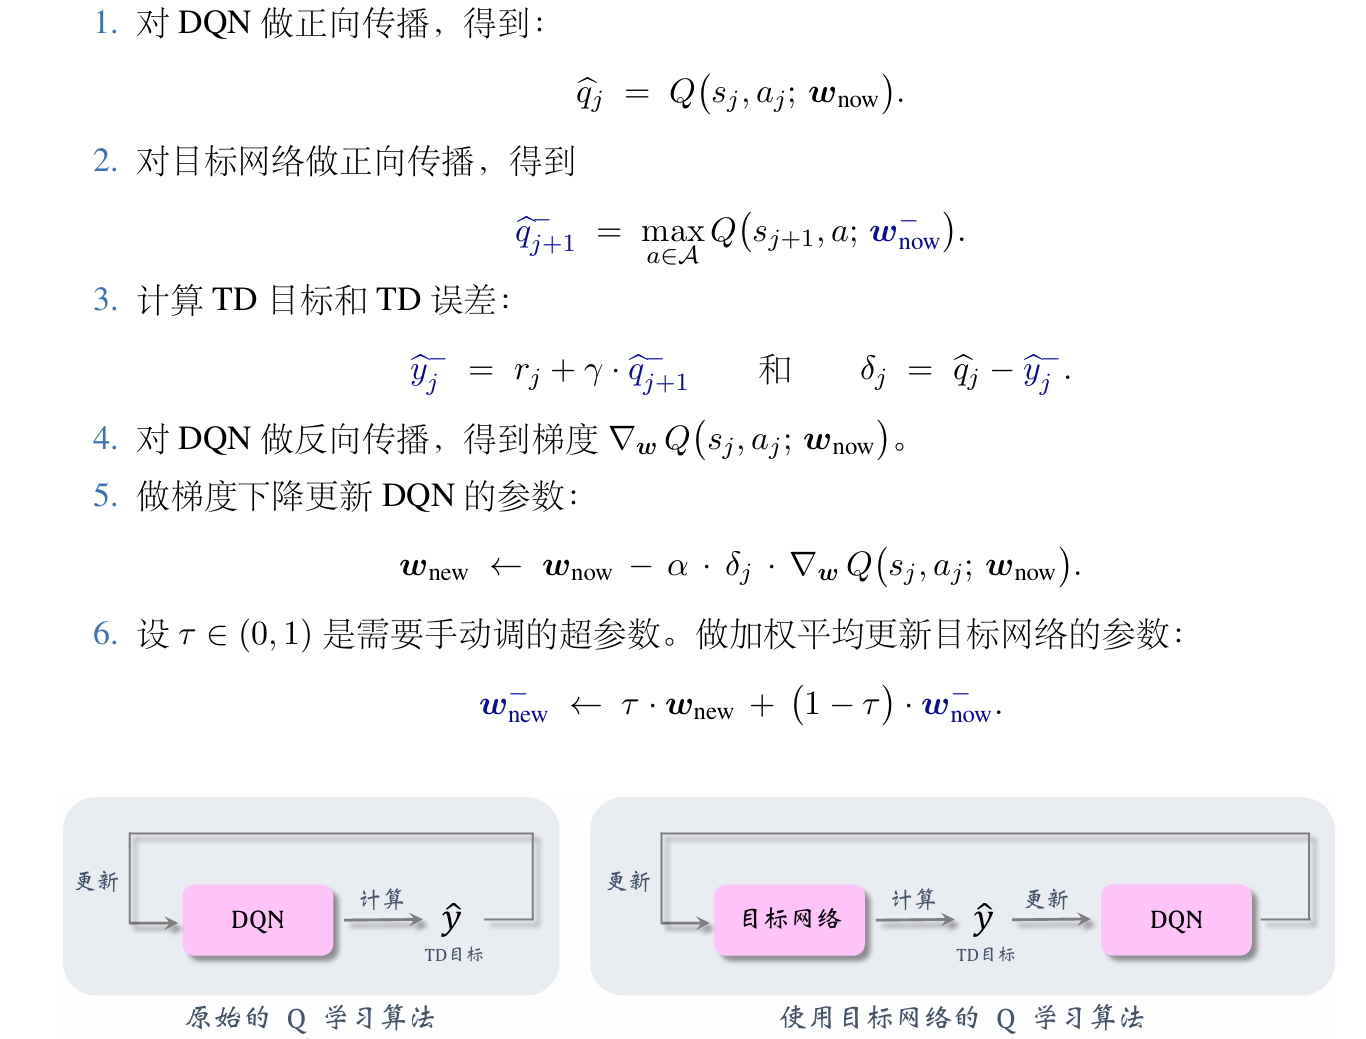 1. 对 DQN 做正向传播，得到：
$\widehat{q}_j = Q(s_j, a_j; \boldsymbol{w}_{\text{now}}).$
2. 对目标网络做正向传播，得到
$\widehat{q}^-_{j+1} = \max_{a \in \mathcal{A}} Q(s_{j+1}, a; \boldsymbol{w}^-_{\text{now}}).$
3. 计算 TD 目标和 TD 误差：
$\widehat{y}^-_j = r_j + \gamma \cdot \widehat{q}^-_{j+1}$ 和 $\delta_j = \widehat{q}_j - \widehat{y}^-_j.$
4. 对 DQN 做反向传播，得到梯度 $\nabla_{\boldsymbol{w}} Q(s_j, a_j; \boldsymbol{w}_{\text{now}})$。
5. 做梯度下降更新 DQN 的参数：
$\boldsymbol{w}_{\text{new}} \leftarrow \boldsymbol{w}_{\text{now}} - \alpha \cdot \delta_j \cdot \nabla_{\boldsymbol{w}} Q(s_j, a_j; \boldsymbol{w}_{\text{now}}).$
6. 设 $\tau \in (0, 1)$ 是需要手动调的超参数。做加权平均更新目标网络的参数：
$\boldsymbol{w}^-_{\text{new}} \leftarrow \tau \cdot \boldsymbol{w}_{\text{new}} + (1 - \tau) \cdot \boldsymbol{w}^-_{\text{now}}.$
更新
DQN
计算
$\hat{y}$
TD目标
原始的 Q 学习算法
更新
目标网络
计算
$\hat{y}$
TD目标
更新
DQN
使用目标网络的 Q 学习算法